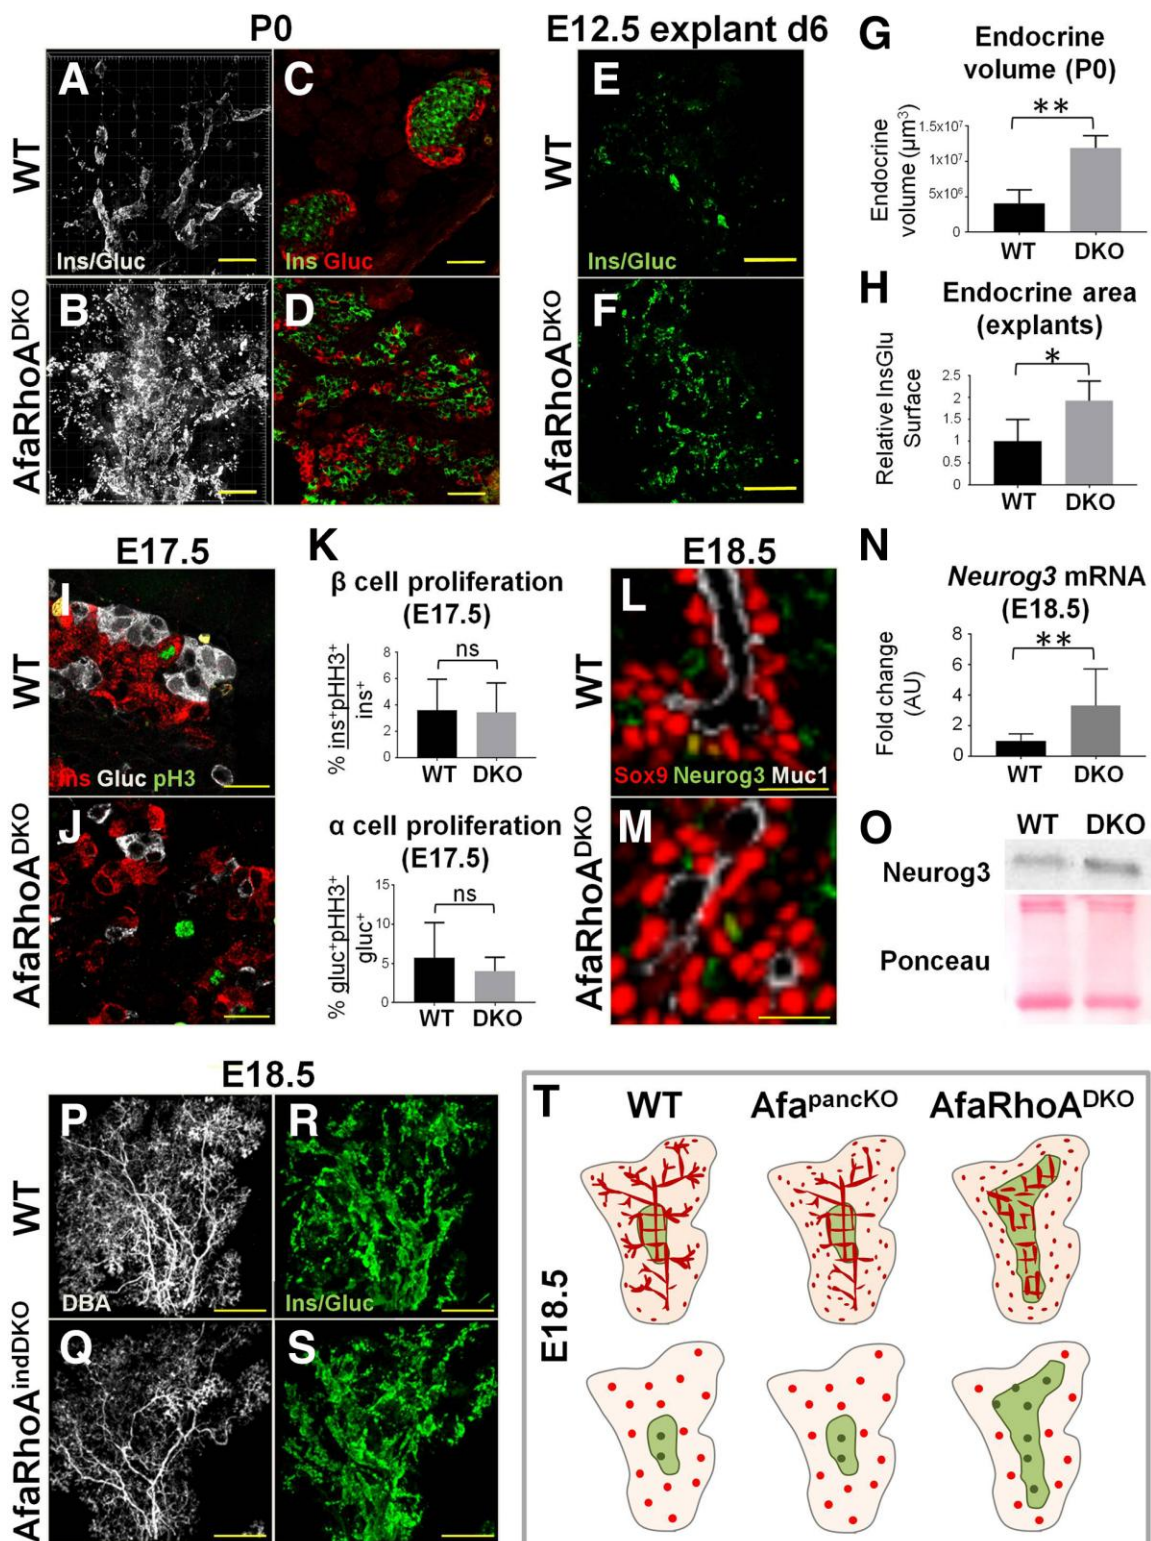 P0
E12.5 explant d6
WT
AfaRhoA^DKO
A
Ins/Gluc
B
C
Ins Gluc
D
WT
AfaRhoA^DKO
E
Ins/Gluc
F
G
Endocrine
volume (P0)
Endocrine
volume (µm³)
1.5x10⁷
1x10⁷
5x10⁶
0
**
WT DKO
H
Endocrine area
(explants)
Relative InsGlu
Surface
2.5
2
1.5
1
0.5
0
*
WT DKO
E17.5
WT
AfaRhoA^DKO
I
Ins Gluc pH3
J
K
β cell proliferation
(E17.5)
% ins⁺pHH3⁺
ins⁺
10
8
6
4
2
0
ns
WT DKO
α cell proliferation
(E17.5)
% gluc⁺pHH3⁺
gluc⁺
15
10
5
0
ns
WT DKO
E18.5
WT
AfaRhoA^DKO
L
Sox9 Neurog3 Muc1
M
N
Neurog3 mRNA
(E18.5)
Fold change
(AU)
8
6
4
2
0
**
WT DKO
O
WT DKO
Neurog3
Ponceau
E18.5
WT
AfaRhoA^indDKO
P
DBA
Q
R
Ins/Gluc
S
T
WT Afa^pancKO AfaRhoA^DKO
E18.5